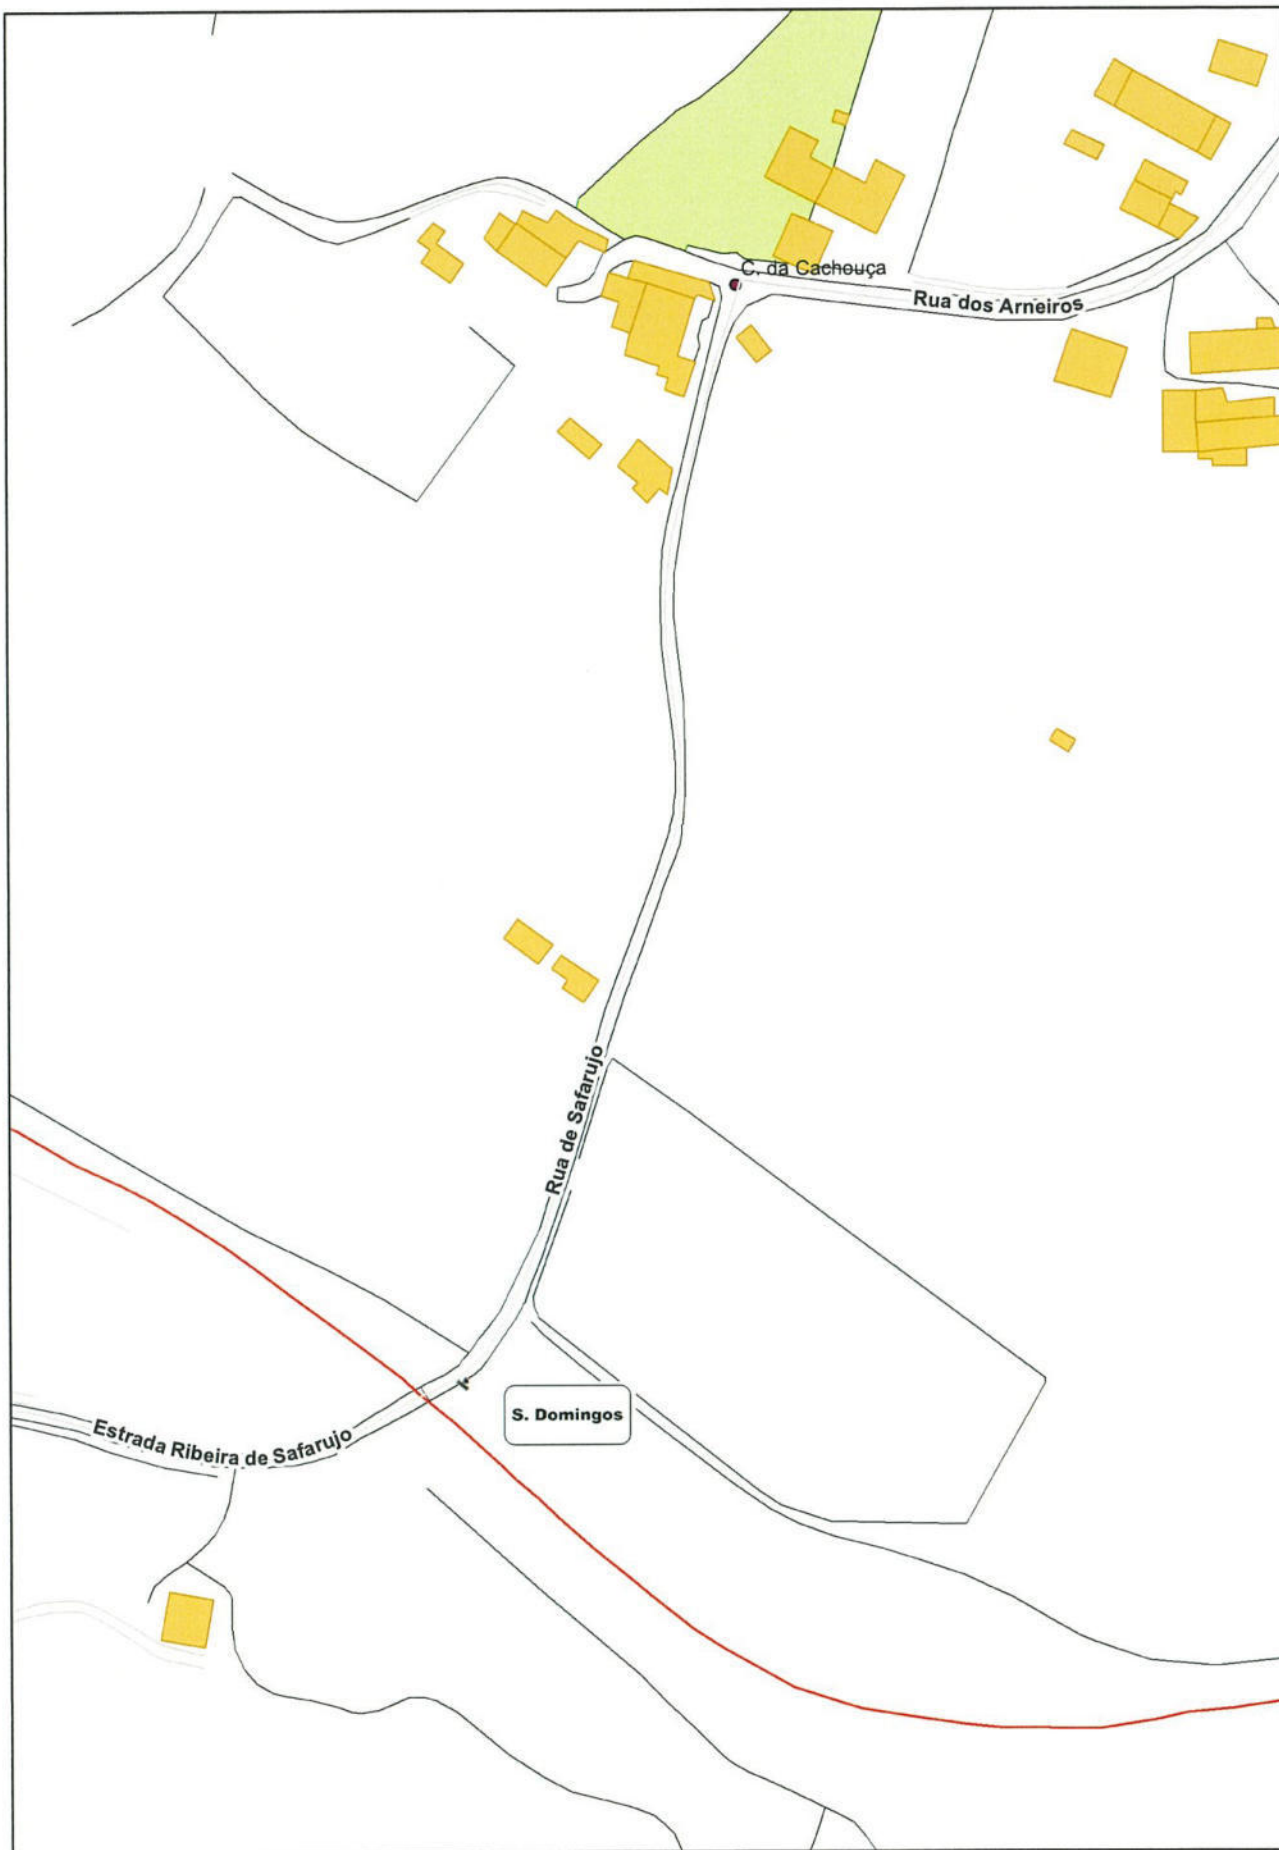 C. da Cachouça
Rua dos Arneiros
Rua de Safarujo
S. Domingos
Estrada Ribeira de Safarujo